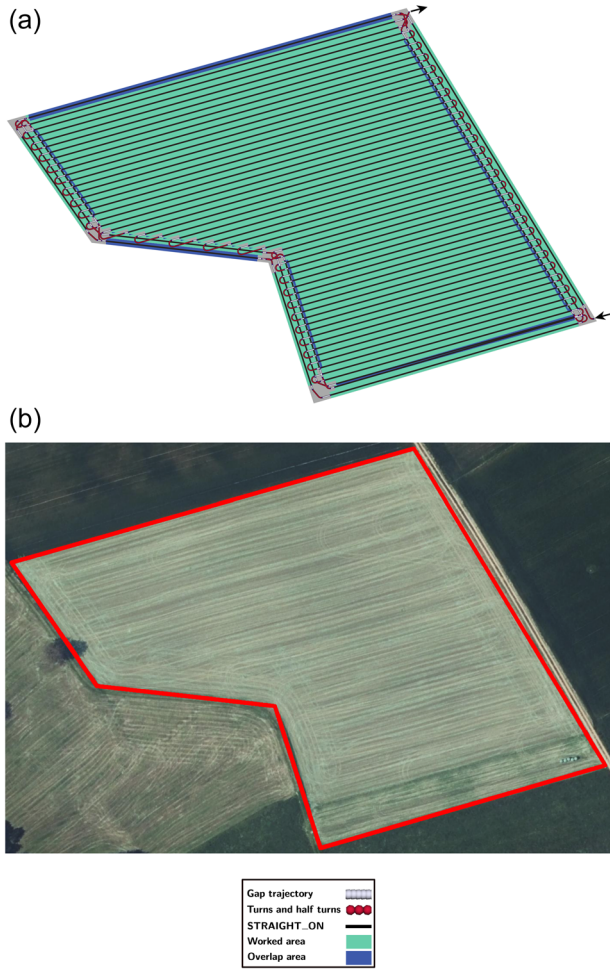 (a)
(b)
Gap trajectory
Turns and half turns
STRAIGHT_ON
Worked area
Overlap area